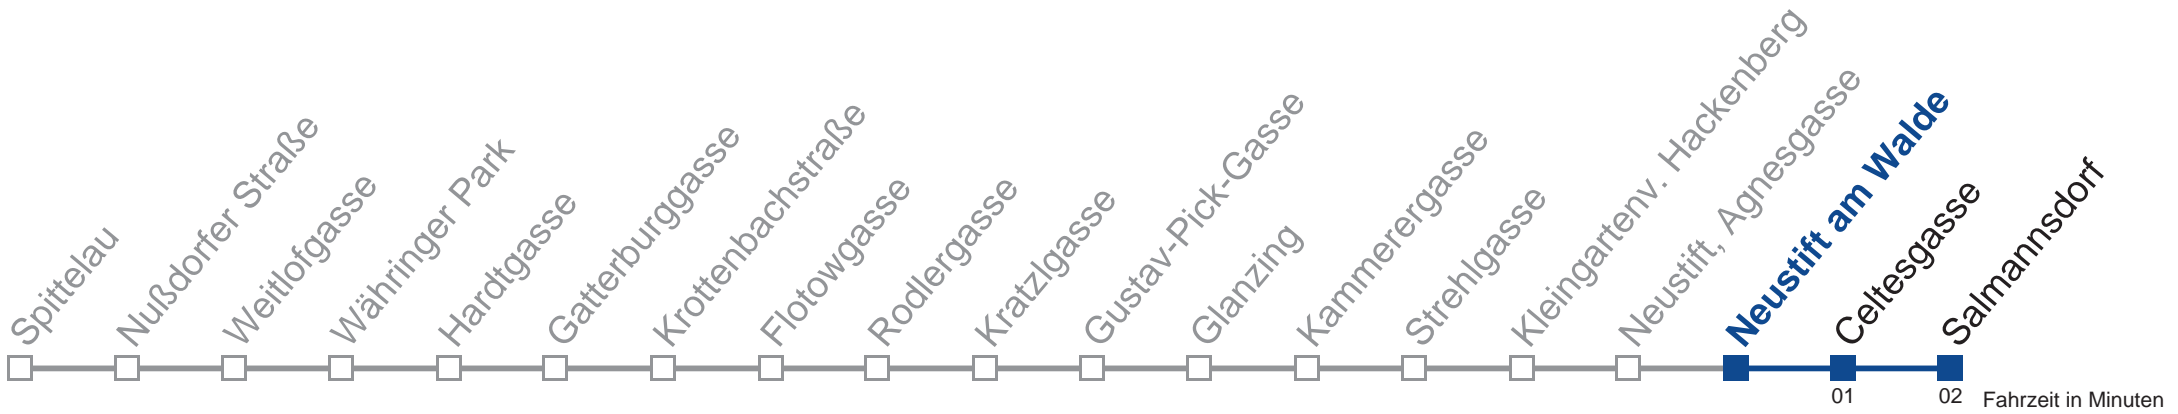 Spittelau
Nußdorfer Straße
Weitlofgasse
Währinger Park
Hardtgasse
Gatterburggasse
Krottenbachstraße
Flotowgasse
Rodlergasse
Kratzlgasse
Gustav-Pick-Gasse
Glanzing
Kammerergasse
Strehlgasse
Kleingartenv. Hackenberg
Neustift, Agnesgasse
Neustift am Walde
Celtesgasse
Salmannsdorf
01
02
Fahrzeit in Minuten